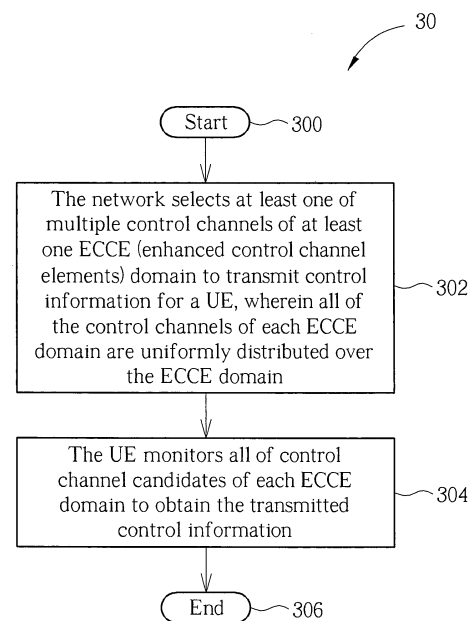 30
Start
300
The network selects at least one of
multiple control channels of at least
one ECCE (enhanced control channel
elements) domain to transmit control
information for a UE, wherein all of
the control channels of each ECCE
domain are uniformly distributed over
the ECCE domain
302
The UE monitors all of control
channel candidates of each ECCE
domain to obtain the transmitted
control information
304
End
306